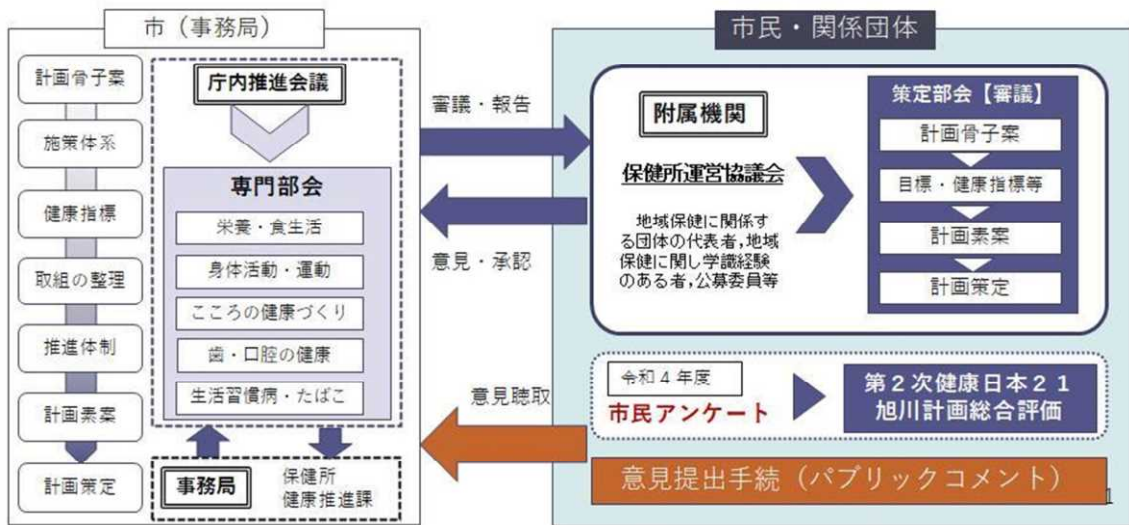 市（事務局）
計画骨子案
施策体系
健康指標
取組の整理
推進体制
計画素案
計画策定
庁内推進会議
専門部会
栄養・食生活
身体活動・運動
こころの健康づくり
歯・口腔の健康
生活習慣病・たばこ
事務局
保健所
健康推進課
審議・報告
意見・承認
意見聴取
市民・関係団体
附属機関
保健所運営協議会
地域保健に関係す
る団体の代表者,地域
保健に関し学識経験
のある者,公募委員等
策定部会【審議】
計画骨子案
目標・健康指標等
計画素案
計画策定
令和４年度
市民アンケート
第２次健康日本２１
旭川計画総合評価
意見提出手続（パブリックコメント）
1